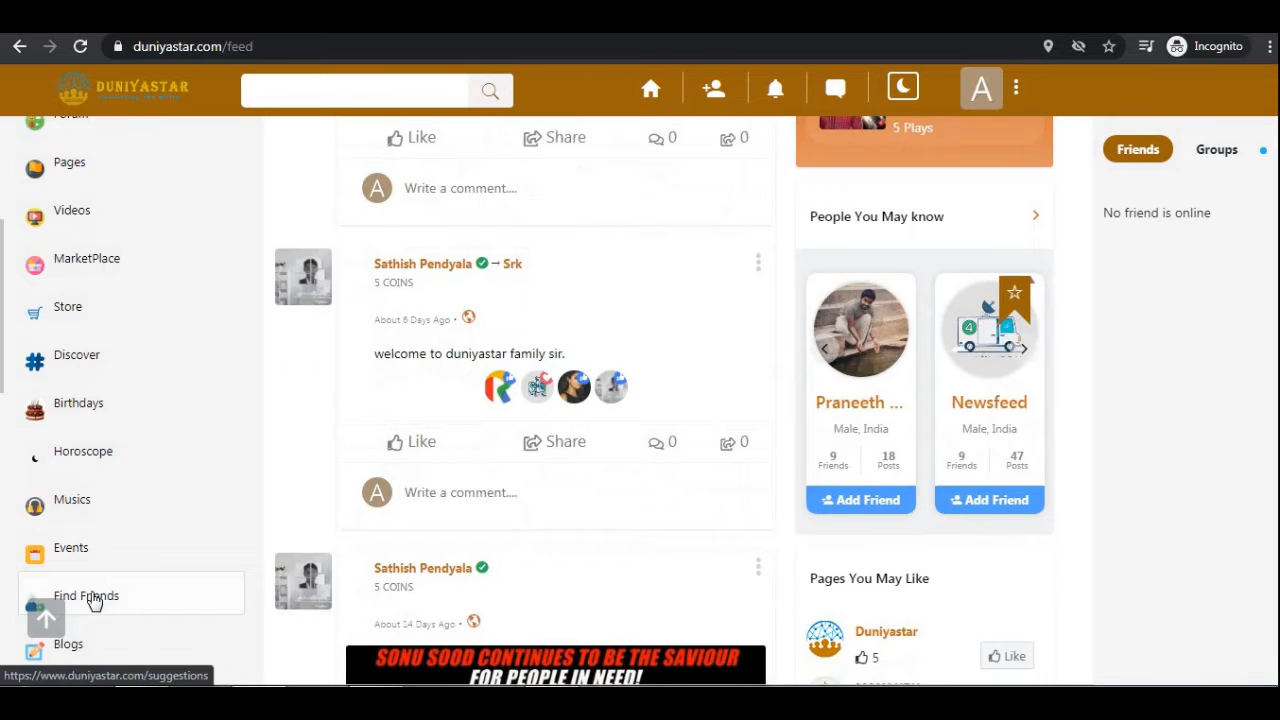 duniyastar.com/feed
Incognito
DUNIYASTAR
A
Forum
Pages
Videos
MarketPlace
Store
Discover
Birthdays
Horoscope
Musics
Events
Find Friends
Blogs
https://www.duniyastar.com/suggestions
Like Share 0 0
A Write a comment....
Sathish Pendyala → Srk
5 COINS
About 6 Days Ago •
welcome to duniyastar family sir.
Like Share 0 0
A Write a comment....
Sathish Pendyala
5 COINS
About 14 Days Ago •
SONU SOOD CONTINUES TO BE THE SAVIOUR
FOR PEOPLE IN NEED!
5 Plays
People You May know
4
Praneeth ... Newsfeed
Male, India Male, India
9 18 9 47
Friends Posts Friends Posts
Add Friend Add Friend
Pages You May Like
Duniyastar
5
Like
Friends Groups
No friend is online